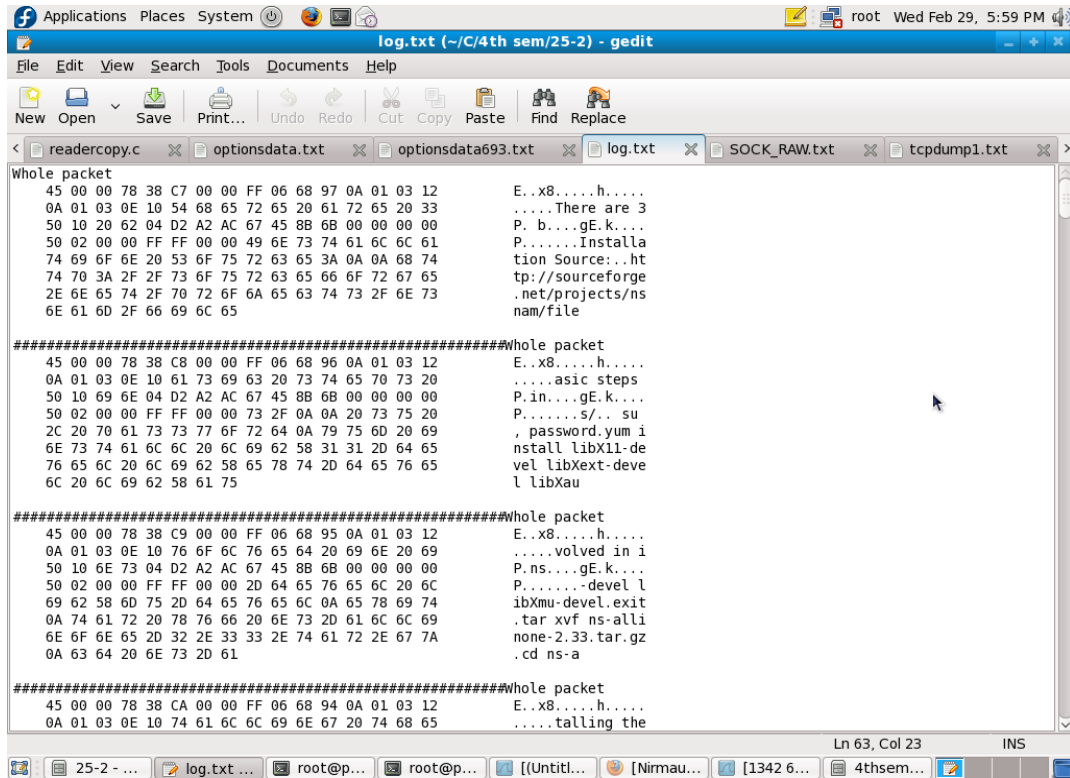 Applications Places System root Wed Feb 29, 5:59 PM
log.txt (~/C/4th sem/25-2) - gedit
File Edit View Search Tools Documents Help
New Open Save Print... Undo Redo Cut Copy Paste Find Replace
readercopy.c optionsdata.txt optionsdata693.txt log.txt SOCK_RAW.txt tcpdump1.txt
Whole packet
45 00 00 78 38 C7 00 00 FF 06 68 97 0A 01 03 12 E..x8.....h.....
0A 01 03 0E 10 54 68 65 72 65 20 61 72 65 20 33 .....There are 3
50 10 20 62 04 D2 A2 AC 67 45 8B 6B 00 00 00 00 P. b....gE.k....
50 02 00 00 FF FF 00 00 49 6E 73 74 61 6C 6C 61 P.......Installa
74 69 6F 6E 20 53 6F 75 72 63 65 3A 0A 0A 68 74 tion Source:..ht
74 70 3A 2F 2F 73 6F 75 72 63 65 66 6F 72 67 65 tp://sourceforge
2E 6E 65 74 2F 70 72 6F 6A 65 63 74 73 2F 6E 73 .net/projects/ns
6E 61 6D 2F 66 69 6C 65 nam/file
###########################################################Whole packet
45 00 00 78 38 C8 00 00 FF 06 68 96 0A 01 03 12 E..x8.....h.....
0A 01 03 0E 10 61 73 69 63 20 73 74 65 70 73 20 .....asic steps
50 10 69 6E 04 D2 A2 AC 67 45 8B 6B 00 00 00 00 P.in....gE.k....
50 02 00 00 FF FF 00 00 73 2F 0A 0A 20 73 75 20 P.......s/.. su
2C 20 70 61 73 73 77 6F 72 64 0A 79 75 6D 20 69 , password.yum i
6E 73 74 61 6C 6C 20 6C 69 62 58 31 31 2D 64 65 nstall libX11-de
76 65 6C 20 6C 69 62 58 65 78 74 2D 64 65 76 65 vel libXext-deve
6C 20 6C 69 62 58 61 75 l libXau
###########################################################Whole packet
45 00 00 78 38 C9 00 00 FF 06 68 95 0A 01 03 12 E..x8.....h.....
0A 01 03 0E 10 76 6F 6C 76 65 64 20 69 6E 20 69 .....volved in i
50 10 6E 73 04 D2 A2 AC 67 45 8B 6B 00 00 00 00 P.ns....gE.k....
50 02 00 00 FF FF 00 00 2D 64 65 76 65 6C 20 6C P.......-devel l
69 62 58 6D 75 2D 64 65 76 65 6C 0A 65 78 69 74 ibXmu-devel.exit
0A 74 61 72 20 78 76 66 20 6E 73 2D 61 6C 6C 69 .tar xvf ns-alli
6E 6F 6E 65 2D 32 2E 33 33 2E 74 61 72 2E 67 7A none-2.33.tar.gz
0A 63 64 20 6E 73 2D 61 .cd ns-a
###########################################################Whole packet
45 00 00 78 38 CA 00 00 FF 06 68 94 0A 01 03 12 E..x8.....h.....
0A 01 03 0E 10 74 61 6C 6C 69 6E 67 20 74 68 65 .....talling the
Ln 63, Col 23 INS
25-2 - ... log.txt ... root@p... root@p... [(Untitl... [Nirmau... [1342 6... 4thsem...